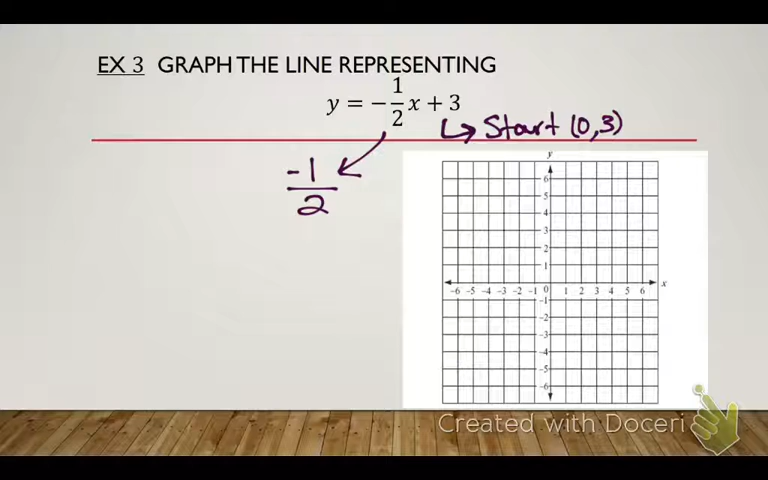 EX 3 GRAPH THE LINE REPRESENTING
y = -1/2 x + 3
↳ Start (0,3)
-1/2
y
6
5
4
3
2
1
-6 -5 -4 -3 -2 -1 0 1 2 3 4 5 6 x
-1
-2
-3
-4
-5
-6
Created with Doceri